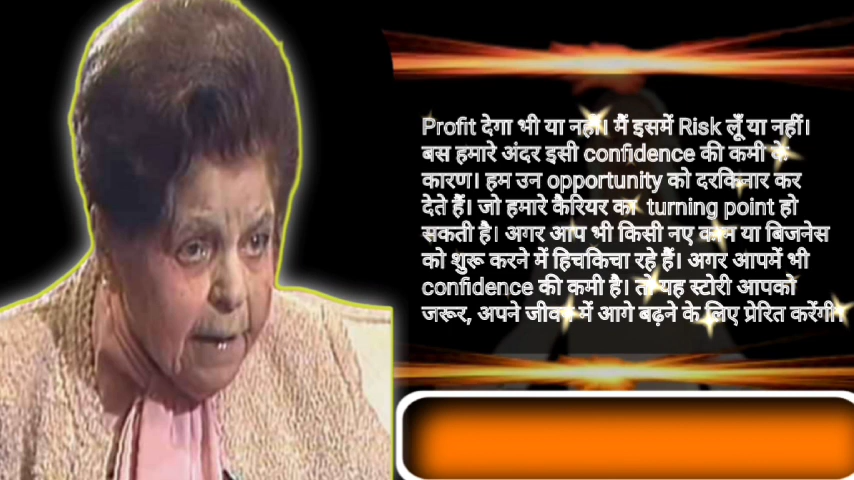 Profit देगा भी या नहीं। मैं इसमें Risk लूँ या नहीं।
बस हमारे अंदर इसी confidence की कमी के
कारण। हम उन opportunity को दरकिनार कर
देते हैं। जो हमारे कैरियर का turning point हो
सकती है। अगर आप भी किसी नए काम या बिजनेस
को शुरू करने में हिचकिचा रहे हैं। अगर आपमें भी
confidence की कमी है। तो यह स्टोरी आपको
जरूर, अपने जीवन में आगे बढ़ने के लिए प्रेरित करेंगी।